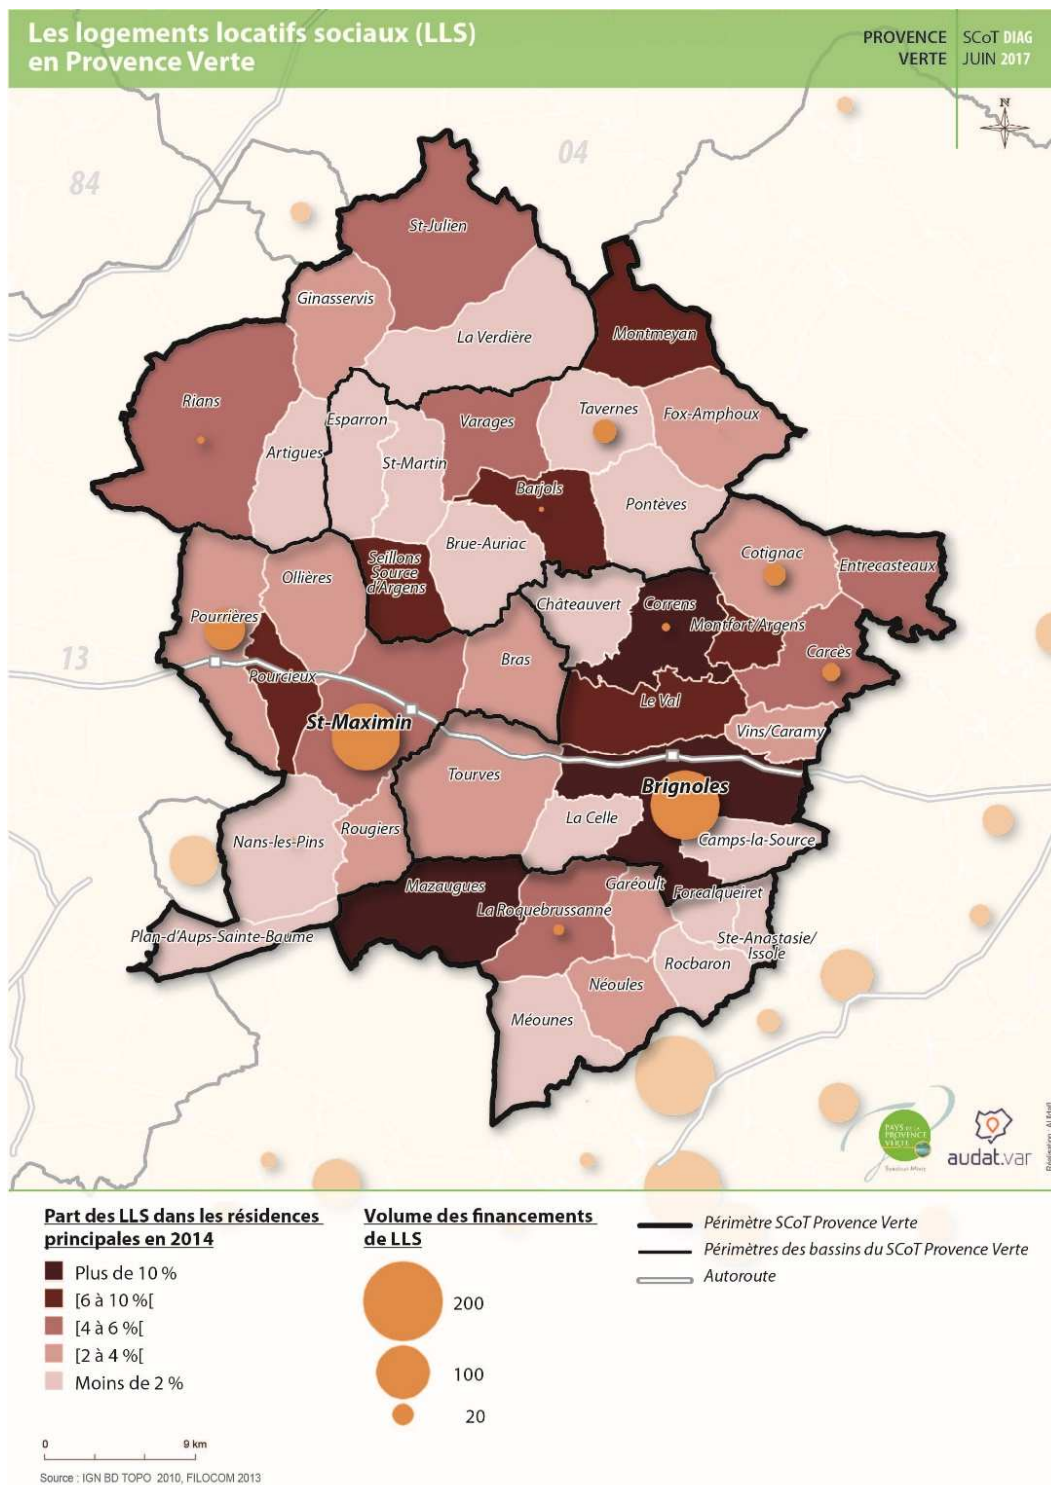 Les logements locatifs sociaux (LLS)
en Provence Verte
PROVENCE
VERTE
SCoT DIAG
JUIN 2017
N
04
84
St-Julien
Ginasservis
La Verdière
Montmeyan
Rians
Esparron
Varages
Tavernes
Fox-Amphoux
Artigues
St-Martin
Barjols
Pontèves
Brue-Auriac
Seillons
Source
d'Argens
Cotignac
Entrecasteaux
Ollières
Châteauvert
Correns
Pourrières
Montfort/Argens
13
Bras
Carcès
Pourcieux
Le Val
St-Maximin
Vins/Caramy
Tourves
Brignoles
La Celle
Rougiers
Nans-les-Pins
Camps-la-Source
Mazaugues
Garéoult
Forcalqueiret
La Roquebrussanne
Plan-d'Aups-Sainte-Baume
Ste-Anastasie/
Issole
Rocbaron
Néoules
Méounes
PAYS DE LA
PROVENCE
VERTE
Syndicat Mixte
audat.var
Part des LLS dans les résidences
principales en 2014
Plus de 10 %
[6 à 10 %[
[4 à 6 %[
[2 à 4 %[
Moins de 2 %
Volume des financements
de LLS
200
100
20
Périmètre SCoT Provence Verte
Périmètres des bassins du SCoT Provence Verte
Autoroute
0 9 km
Source : IGN BD TOPO 2010, FILOCOM 2013